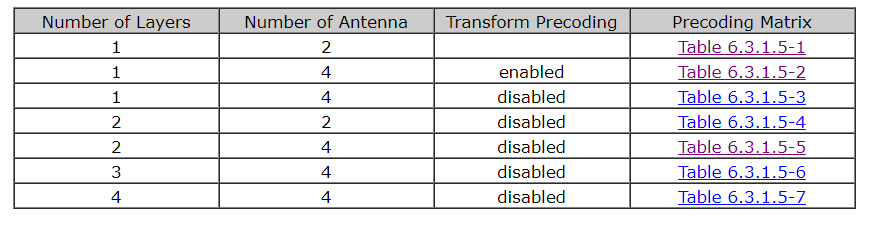 Number of Layers Number of Antenna Transform Precoding Precoding Matrix
1 2 Table 6.3.1.5-1
1 4 enabled Table 6.3.1.5-2
1 4 disabled Table 6.3.1.5-3
2 2 disabled Table 6.3.1.5-4
2 4 disabled Table 6.3.1.5-5
3 4 disabled Table 6.3.1.5-6
4 4 disabled Table 6.3.1.5-7